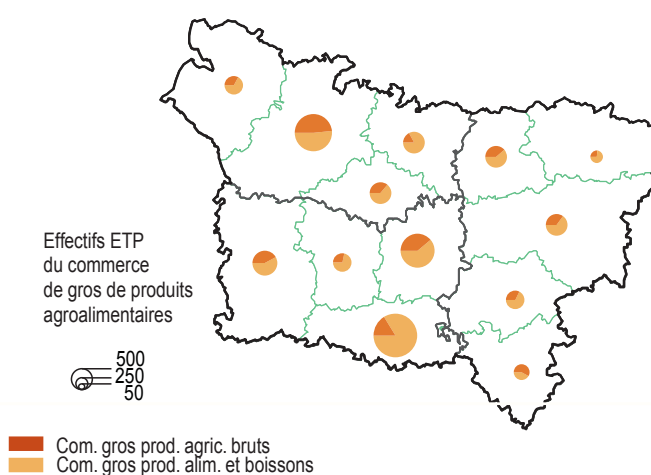 Effectifs ETP
du commerce
de gros de produits
agroalimentaires
500
250
50
Com. gros prod. agric. bruts
Com. gros prod. alim. et boissons